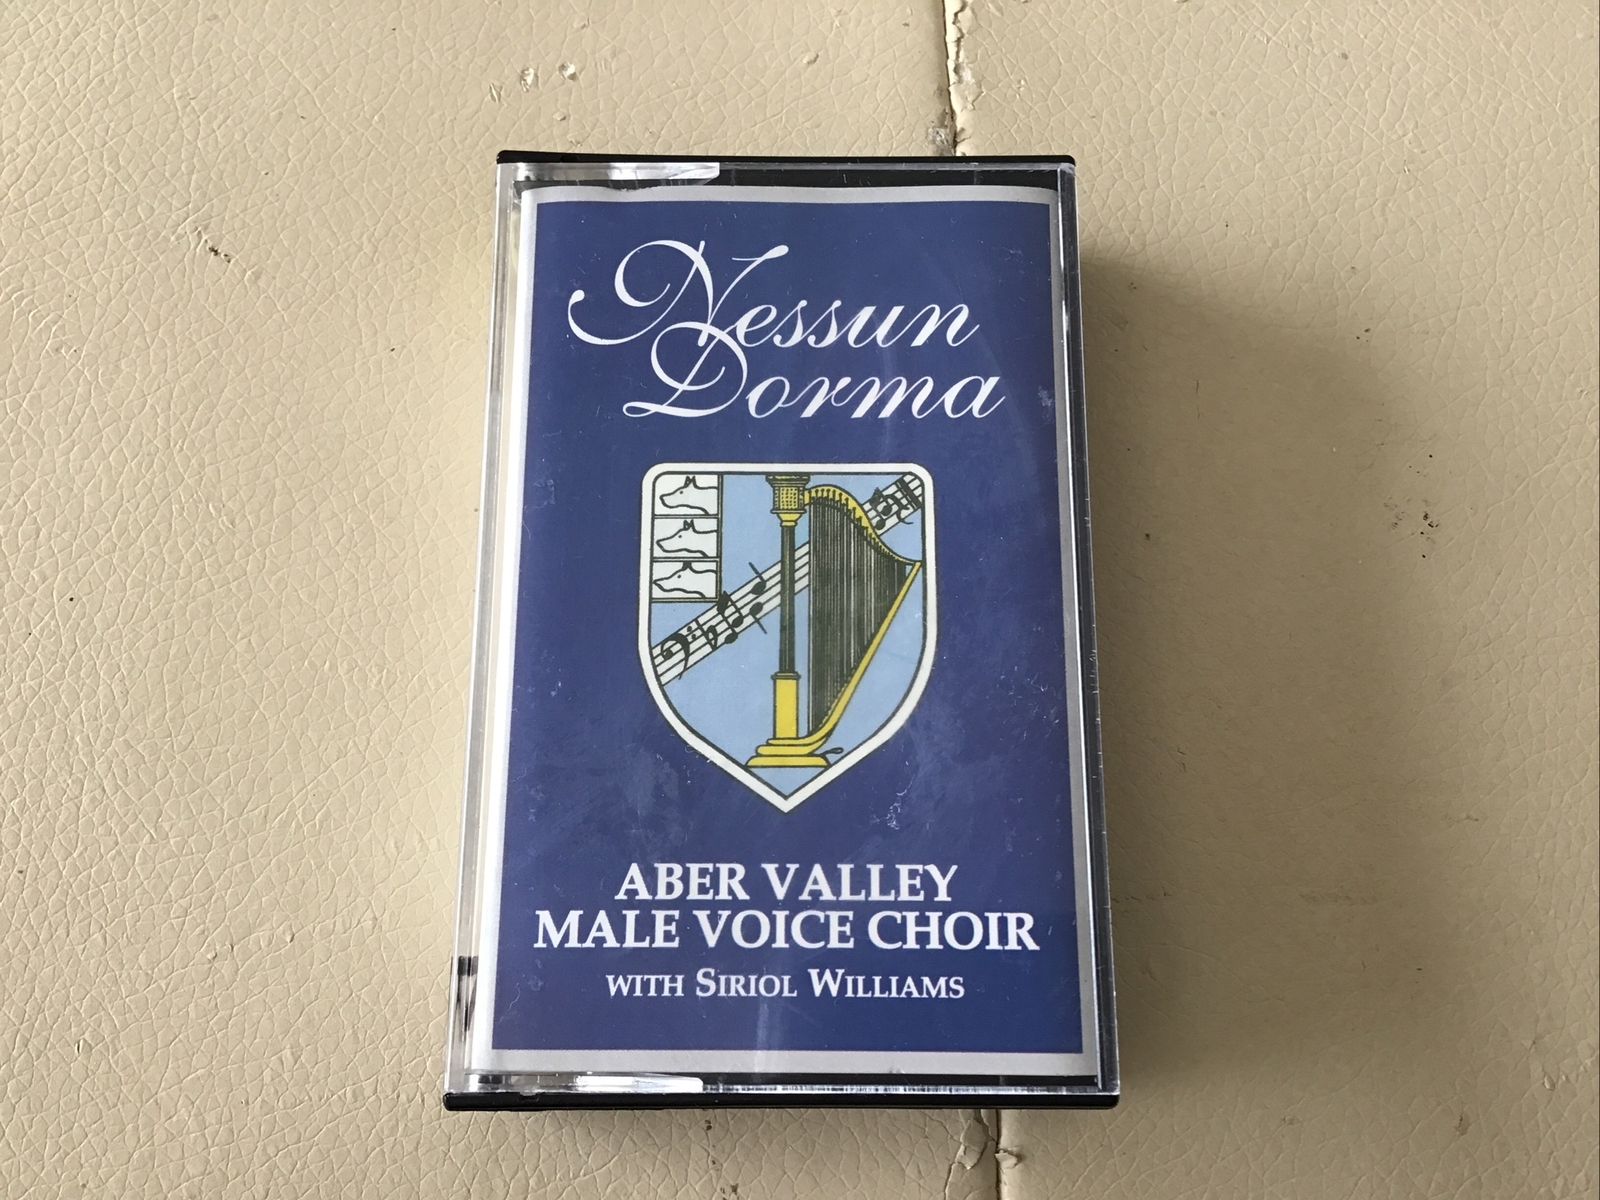 Nessun
Dorma
ABER VALLEY
MALE VOICE CHOIR
WITH SIRIOL WILLIAMS